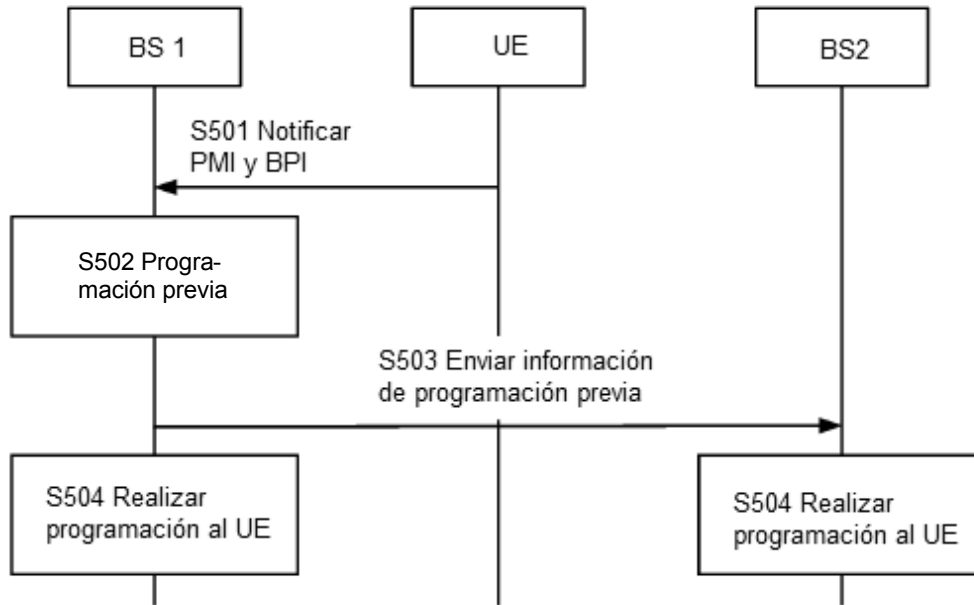 BS 1
UE
BS2
S501 Notificar
PMI y BPI
S502 Progra-
mación previa
S503 Enviar información
de programación previa
S504 Realizar
programación al UE
S504 Realizar
programación al UE